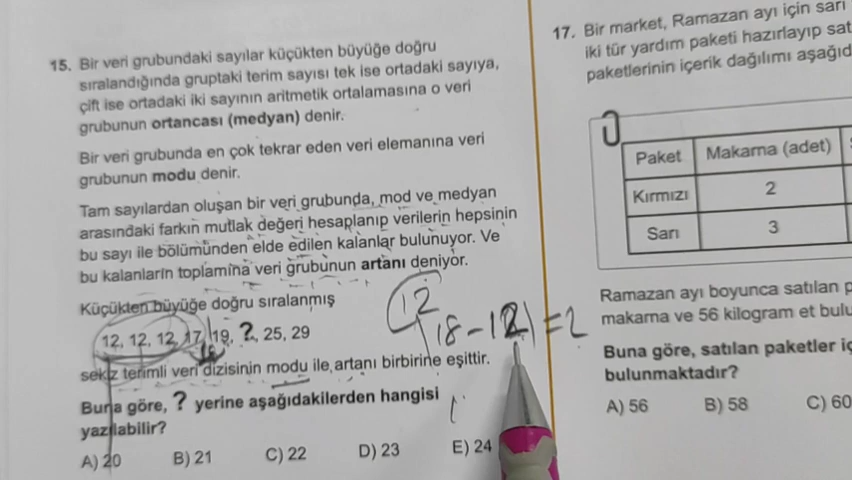 15. Bir veri grubundaki sayılar küçükten büyüğe doğru
sıralandığında gruptaki terim sayısı tek ise ortadaki sayıya,
çift ise ortadaki iki sayının aritmetik ortalamasına o veri
grubunun ortancası (medyan) denir.
Bir veri grubunda en çok tekrar eden veri elemanına veri
grubunun modu denir.
Tam sayılardan oluşan bir veri grubunda, mod ve medyan
arasındaki farkın mutlak değeri hesaplanıp verilerin hepsinin
bu sayı ile bölümünden elde edilen kalanlar bulunuyor. Ve
bu kalanların toplamına veri grubunun artanı deniyor.
Küçükten büyüğe doğru sıralanmış
12, 12, 12, 17, 19, ?, 25, 29
sekiz terimli veri dizisinin modu ile artanı birbirine eşittir.
Buna göre, ? yerine aşağıdakilerden hangisi
yazılabilir?
A) 20 B) 21 C) 22 D) 23 E) 24
12
|18-12|=2
17. Bir market, Ramazan ayı için sarı
iki tür yardım paketi hazırlayıp sat
paketlerinin içerik dağılımı aşağıd
Paket Makarna (adet)
Kırmızı 2
Sarı 3
Ramazan ayı boyunca satılan p
makarna ve 56 kilogram et bulu
Buna göre, satılan paketler iç
bulunmaktadır?
A) 56 B) 58 C) 60